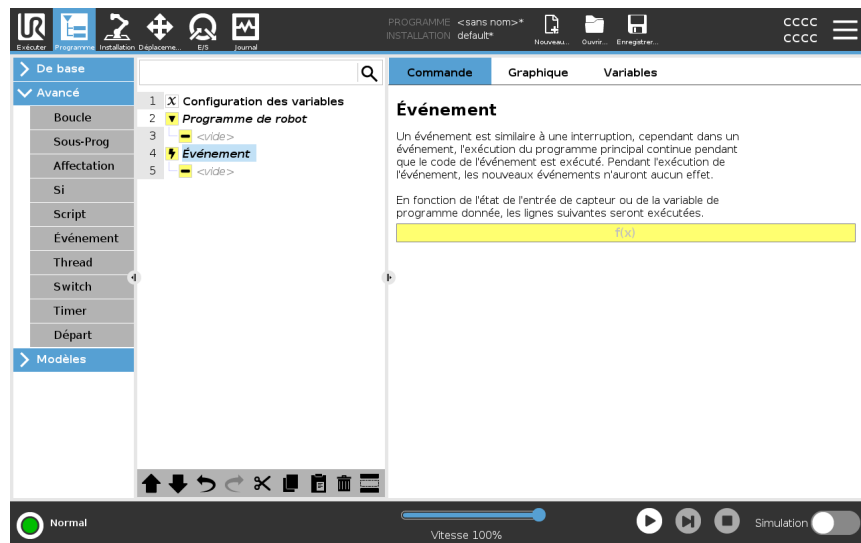 UR
Exécuter
Programme
Installation
Déplaceme...
E/S
Journal
PROGRAMME <sans nom>*
INSTALLATION default*
Nouveau...
Ouvrir...
Enregistrer...
CCCC
CCCC
De base
Avancé
Boucle
Sous-Prog
Affectation
Si
Script
Événement
Thread
Switch
Timer
Départ
Modèles
1 X Configuration des variables
2 Programme de robot
3 <vide>
4 Événement
5 <vide>
Commande Graphique Variables
Événement
Un événement est similaire à une interruption, cependant dans un
événement, l'exécution du programme principal continue pendant
que le code de l'événement est exécuté. Pendant l'exécution de
l'événement, les nouveaux événements n'auront aucun effet.
En fonction de l'état de l'entrée de capteur ou de la variable de
programme donnée, les lignes suivantes seront exécutées.
f(x)
Normal
Vitesse 100%
Simulation